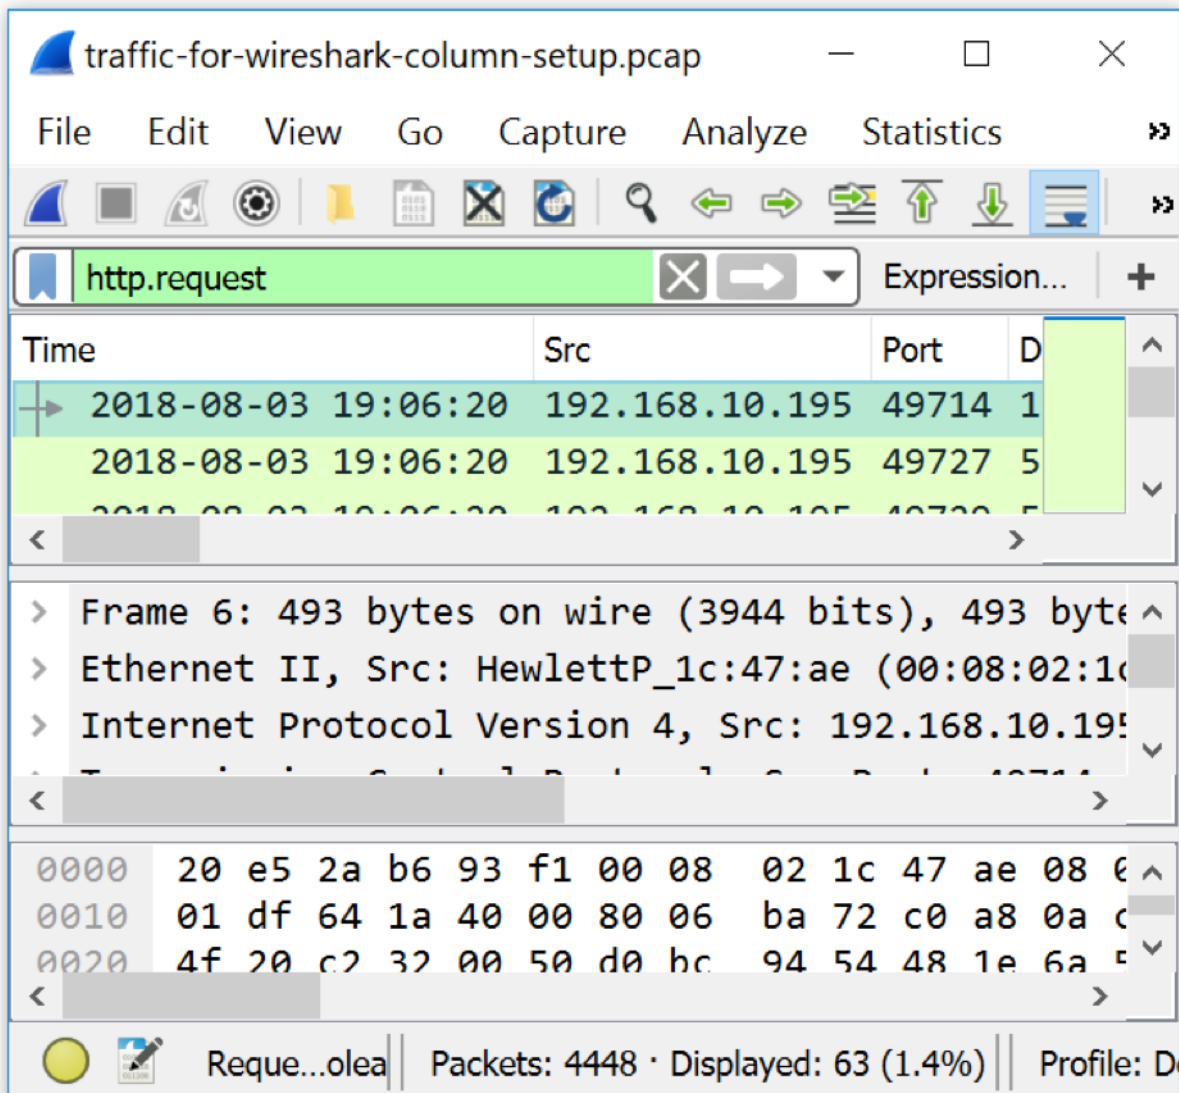 traffic-for-wireshark-column-setup.pcap
File Edit View Go Capture Analyze Statistics
http.request Expression...
Time Src Port D
2018-08-03 19:06:20 192.168.10.195 49714 1
2018-08-03 19:06:20 192.168.10.195 49727 5
Frame 6: 493 bytes on wire (3944 bits), 493 byte
Ethernet II, Src: HewlettP_1c:47:ae (00:08:02:1c
Internet Protocol Version 4, Src: 192.168.10.195
0000 20 e5 2a b6 93 f1 00 08 02 1c 47 ae 08 0
0010 01 df 64 1a 40 00 80 06 ba 72 c0 a8 0a c
0020 4f 20 c2 32 00 50 d0 bc 94 54 48 1e 6a 5
Reque...olea Packets: 4448 · Displayed: 63 (1.4%) Profile: De